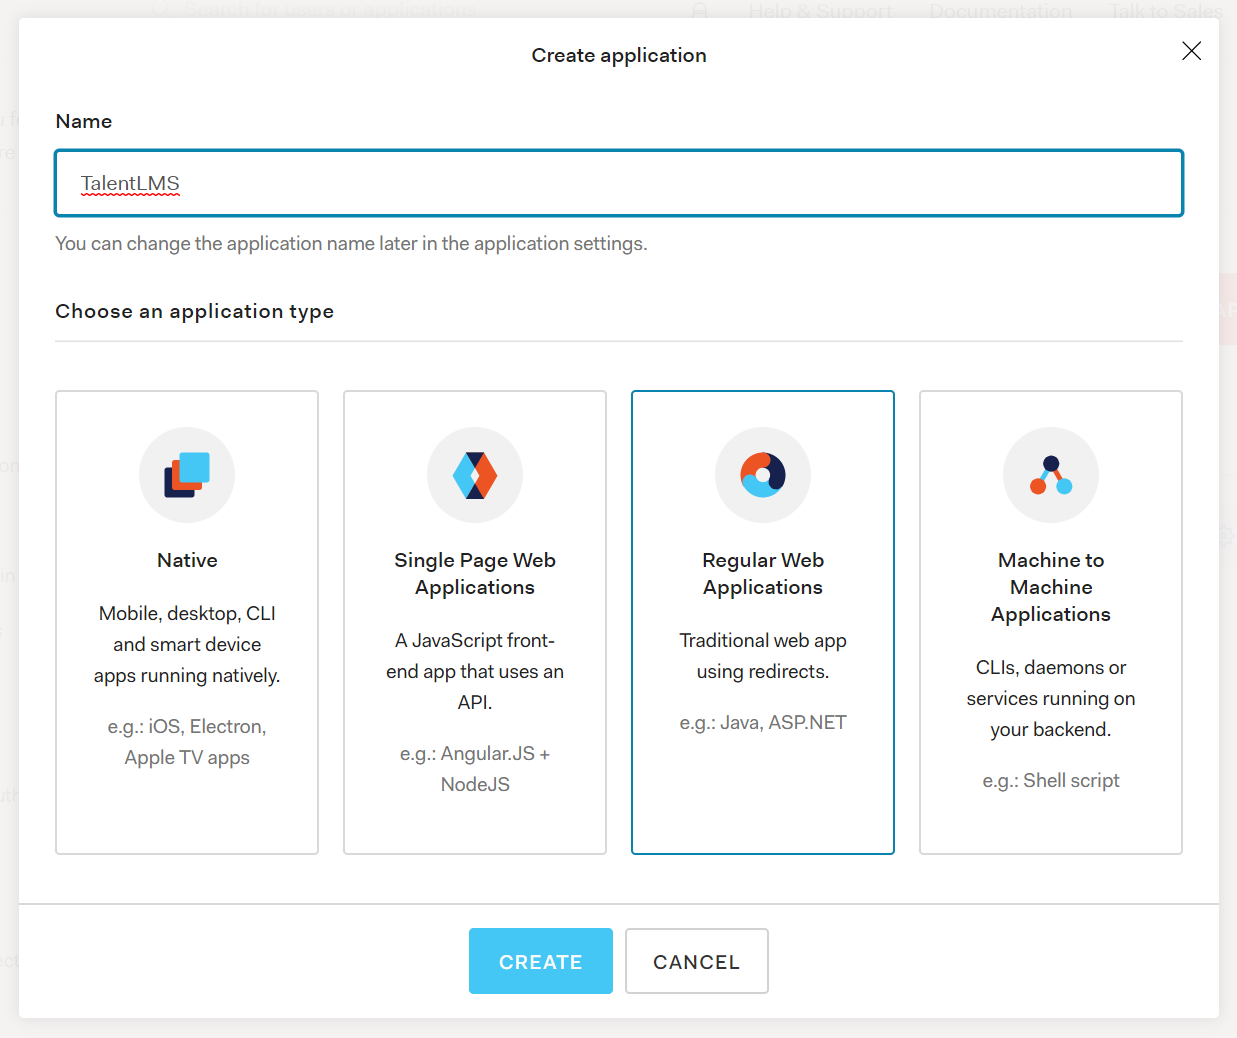 Search for users or applications
Help & Support
Documentation
Talk to Sales
Create application
Name
TalentLMS
You can change the application name later in the application settings.
Choose an application type
Native
Mobile, desktop, CLI
and smart device
apps running natively.
e.g.: iOS, Electron,
Apple TV apps
Single Page Web
Applications
A JavaScript front-
end app that uses an
API.
e.g.: Angular.JS +
NodeJS
Regular Web
Applications
Traditional web app
using redirects.
e.g.: Java, ASP.NET
Machine to
Machine
Applications
CLIs, daemons or
services running on
your backend.
e.g.: Shell script
CREATE
CANCEL